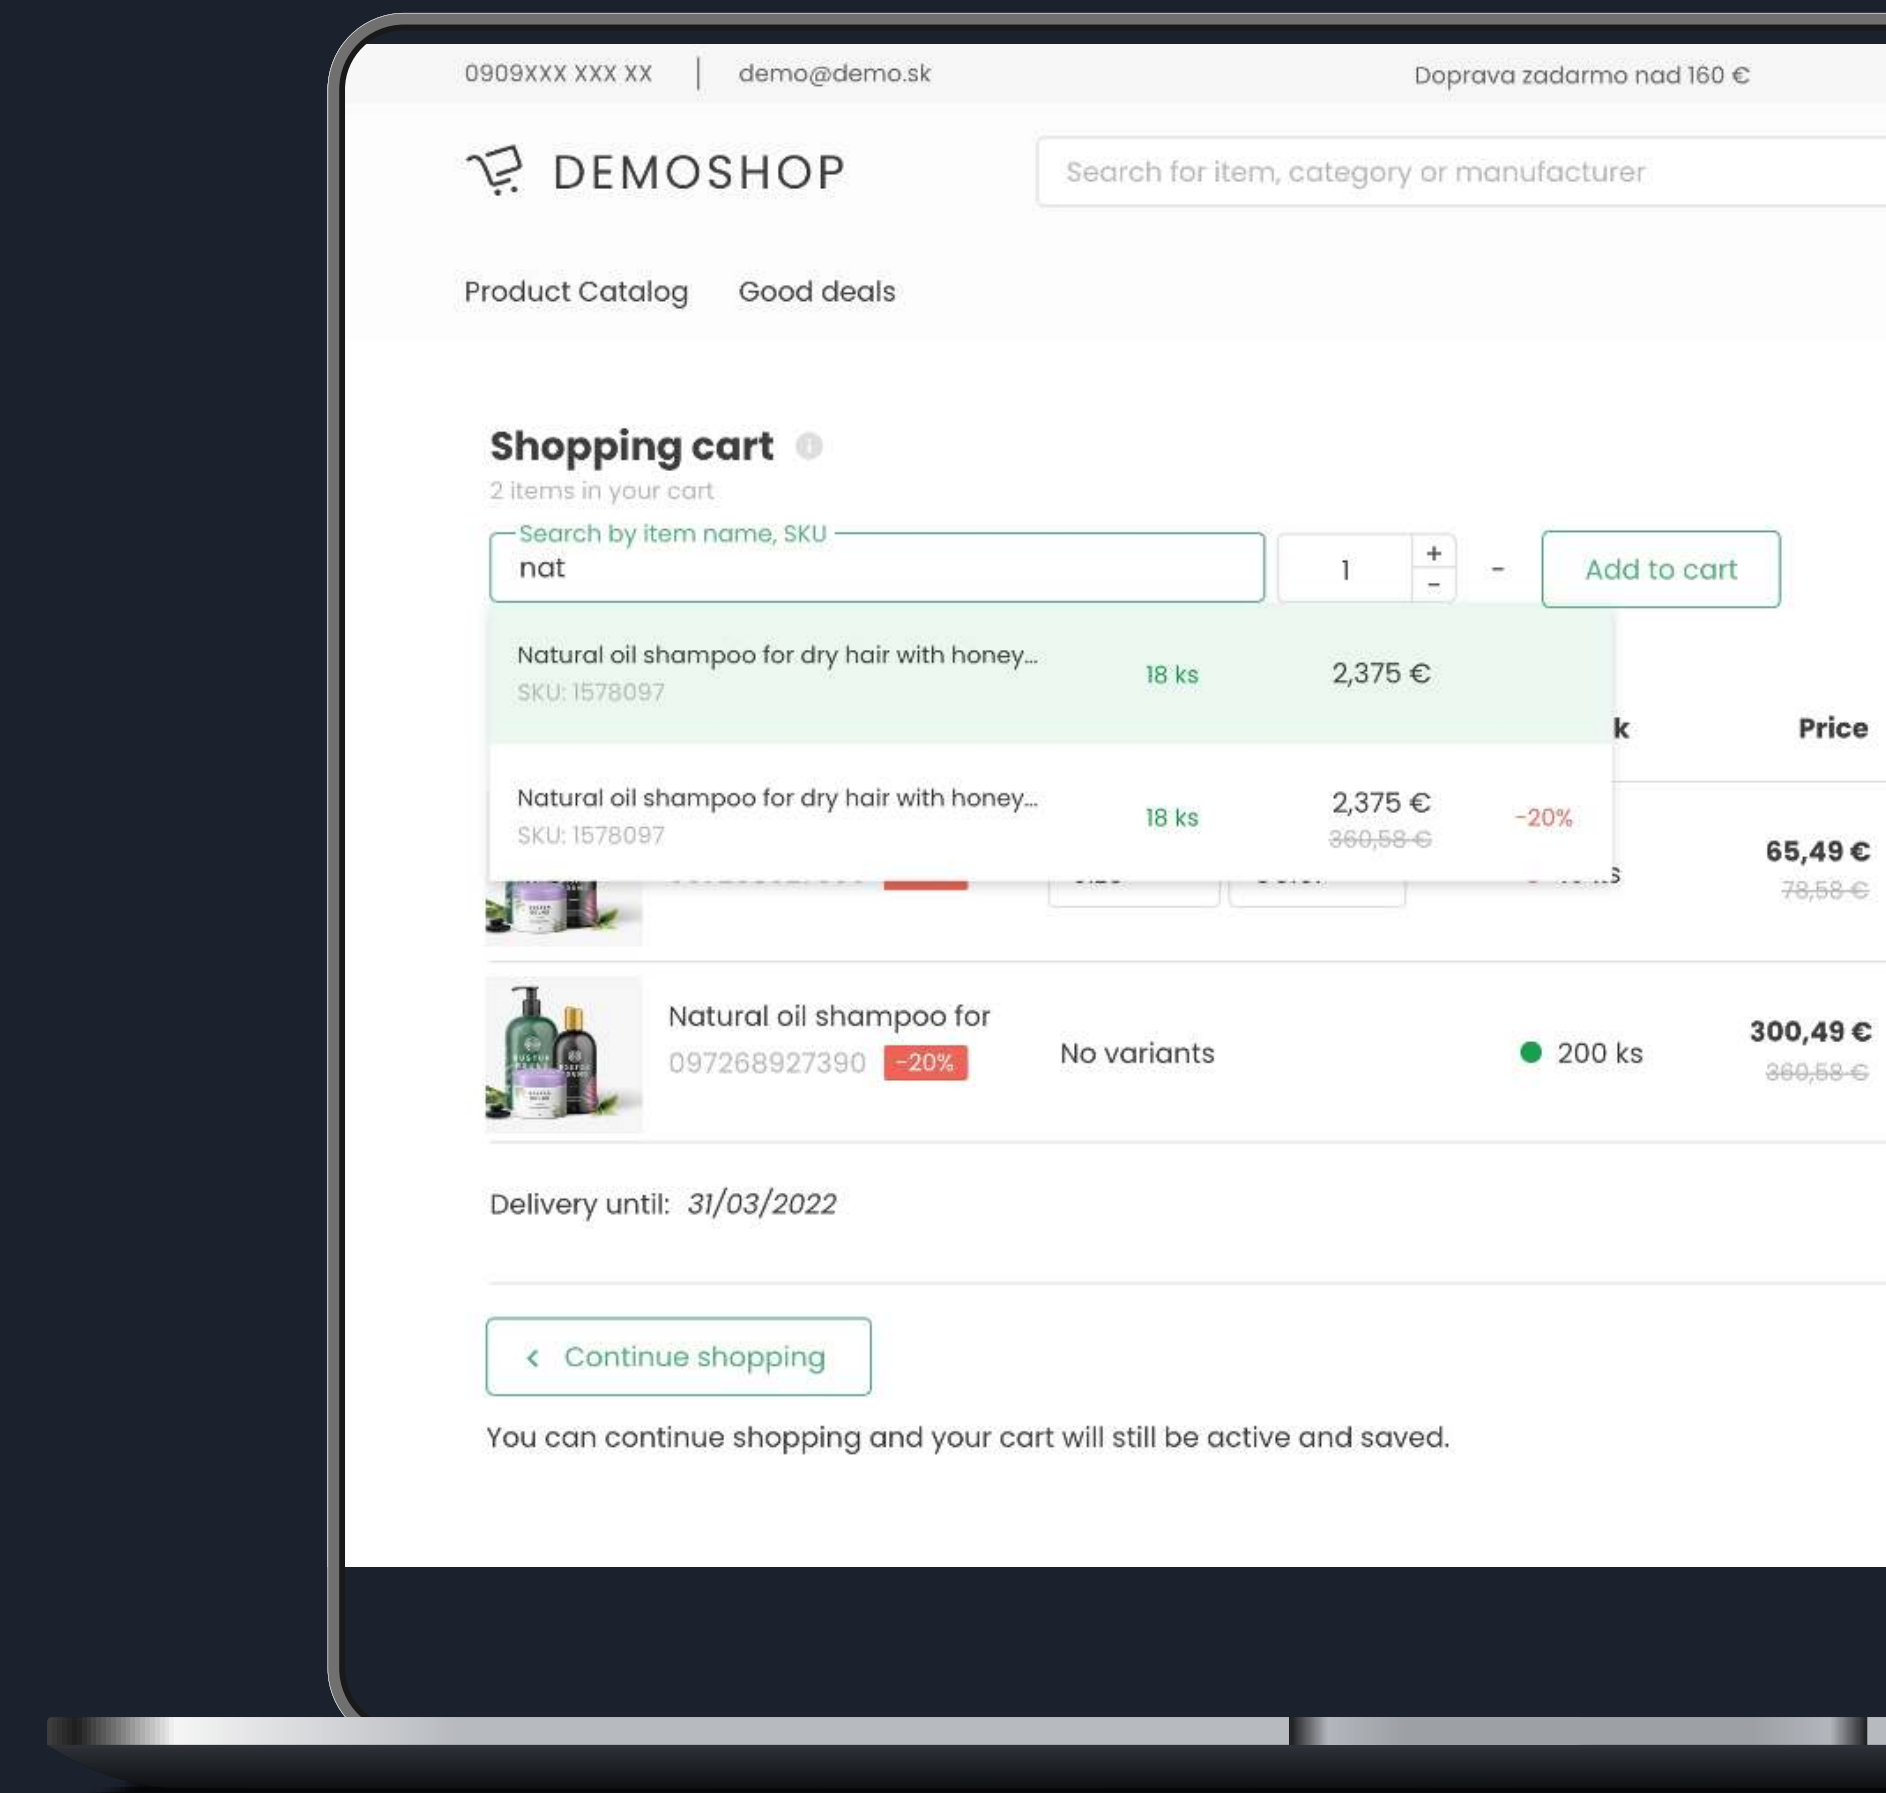 0909XXX XXX XX | demo@demo.sk
Doprava zadarmo nad 160 €
DEMOSHOP
Search for item, category or manufacturer
Product Catalog Good deals
Shopping cart
2 items in your cart
Search by item name, SKU
nat
1 + - - Add to cart
Natural oil shampoo for dry hair with honey...
SKU: 1578097
18 ks 2,375 €
k Price
Natural oil shampoo for dry hair with honey...
SKU: 1578097
18 ks 2,375 € -20%
360,58 €
65,49 €
78,58 €
Natural oil shampoo for
097268927390 -20%
No variants
200 ks
300,49 €
360,58 €
Delivery until: 31/03/2022
< Continue shopping
You can continue shopping and your cart will still be active and saved.